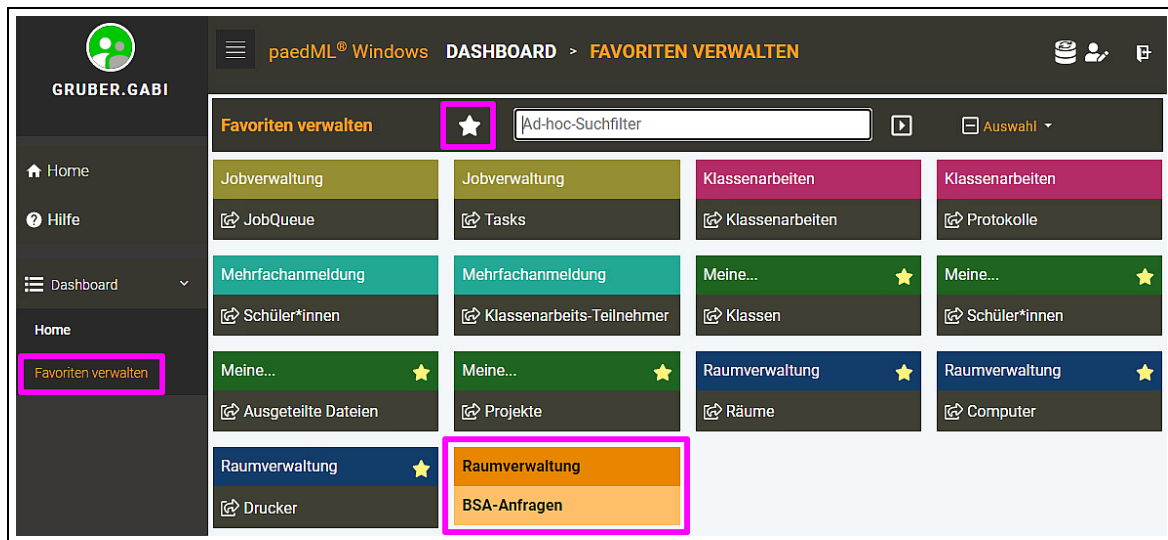 GRUBER.GABI
paedML® Windows DASHBOARD > FAVORITEN VERWALTEN
Home
Hilfe
Dashboard
Home
Favoriten verwalten
Favoriten verwalten Ad-hoc-Suchfilter Auswahl
Jobverwaltung Jobverwaltung Klassenarbeiten Klassenarbeiten
JobQueue Tasks Klassenarbeiten Protokolle
Mehrfachanmeldung Mehrfachanmeldung Meine... Meine...
Schüler*innen Klassenarbeits-Teilnehmer Klassen Schüler*innen
Meine... Meine... Raumverwaltung Raumverwaltung
Ausgeteilte Dateien Projekte Räume Computer
Raumverwaltung Raumverwaltung
Drucker BSA-Anfragen